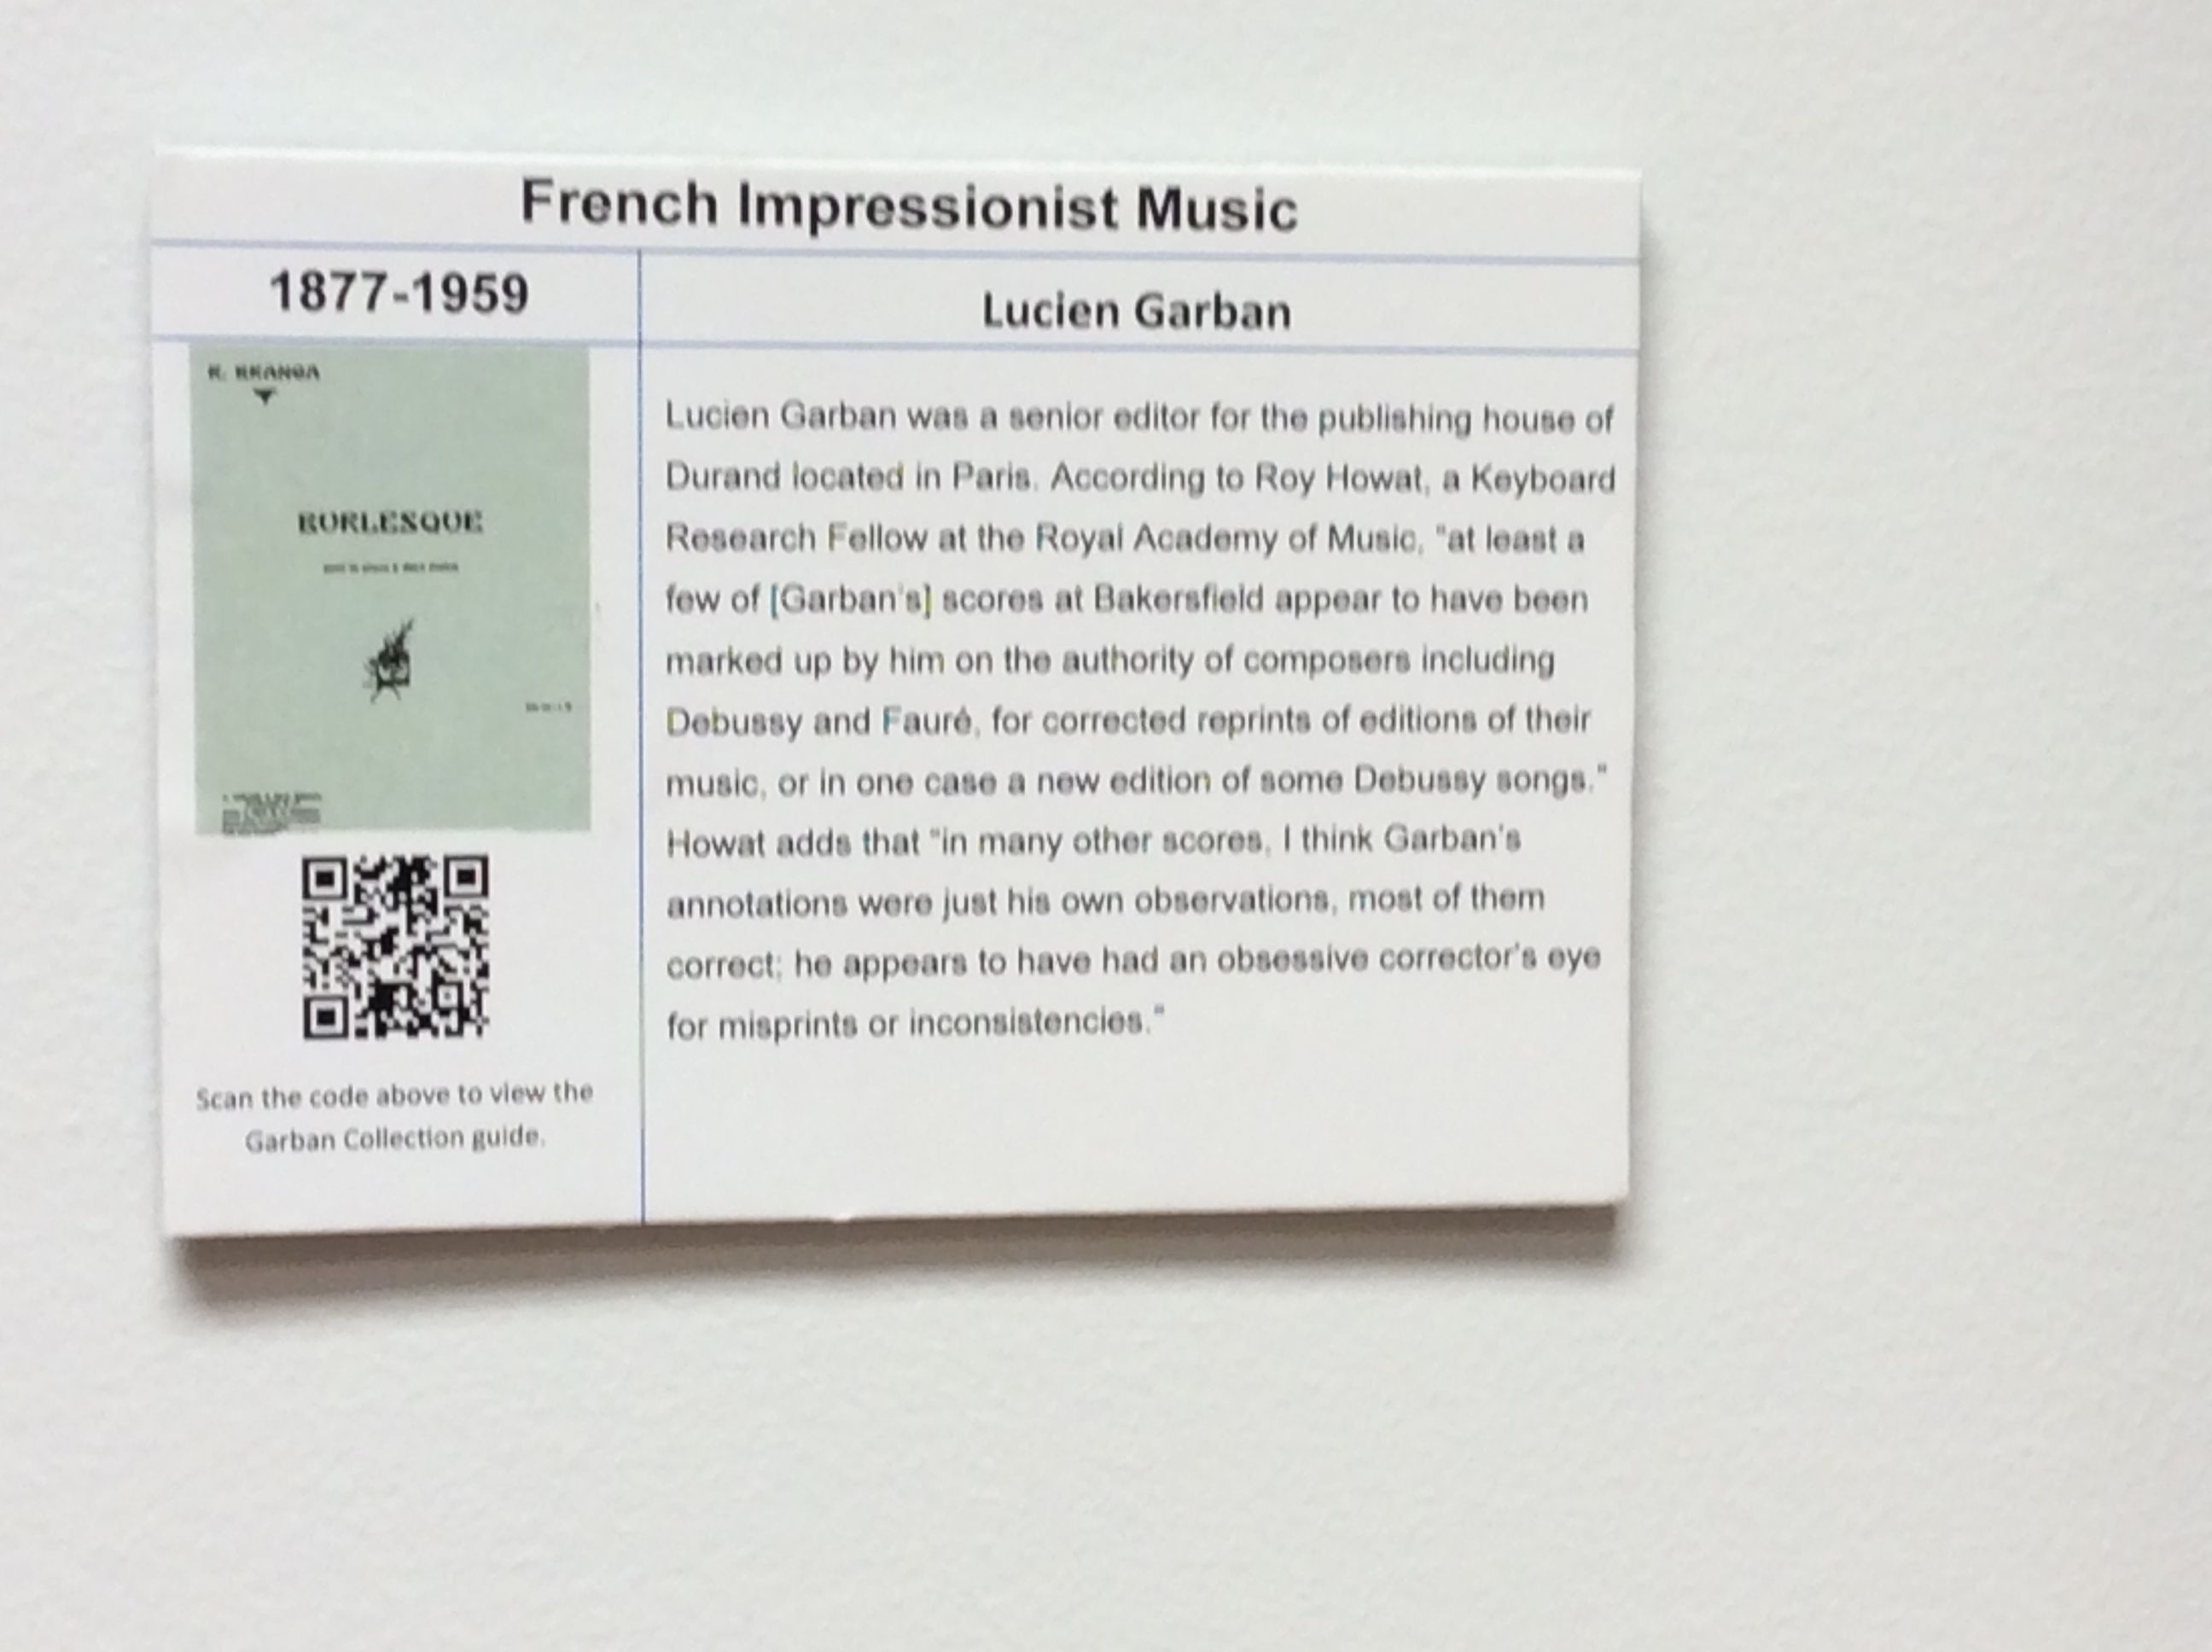 French Impressionist Music
1877-1959
Lucien Garban
K. KRANGA
BURLESQUE
Scan the code above to view the
Garban Collection guide.
Lucien Garban was a senior editor for the publishing house of
Durand located in Paris. According to Roy Howat, a Keyboard
Research Fellow at the Royal Academy of Music, "at least a
few of [Garban's] scores at Bakersfield appear to have been
marked up by him on the authority of composers including
Debussy and Fauré, for corrected reprints of editions of their
music, or in one case a new edition of some Debussy songs."
Howat adds that "in many other scores, I think Garban's
annotations were just his own observations, most of them
correct; he appears to have had an obsessive corrector's eye
for misprints or inconsistencies."